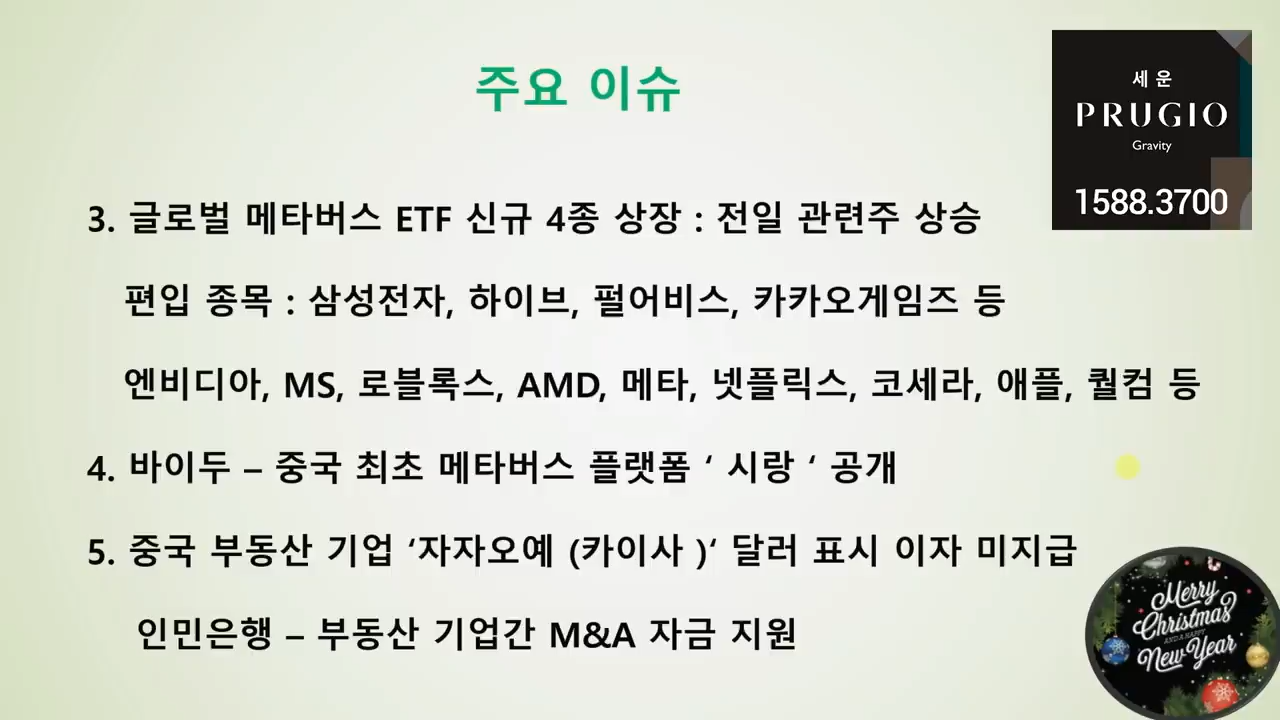 주요 이슈
세운
PRUGIO
Gravity
1588.3700
3. 글로벌 메타버스 ETF 신규 4종 상장 : 전일 관련주 상승
편입 종목 : 삼성전자, 하이브, 펄어비스, 카카오게임즈 등
엔비디아, MS, 로블록스, AMD, 메타, 넷플릭스, 코세라, 애플, 퀄컴 등
4. 바이두 – 중국 최초 메타버스 플랫폼 ‘ 시랑 ‘ 공개
5. 중국 부동산 기업 ‘자자오예 (카이사 )‘ 달러 표시 이자 미지급
인민은행 – 부동산 기업간 M&A 자금 지원
Merry
Christmas
AND A HAPPY
New Year